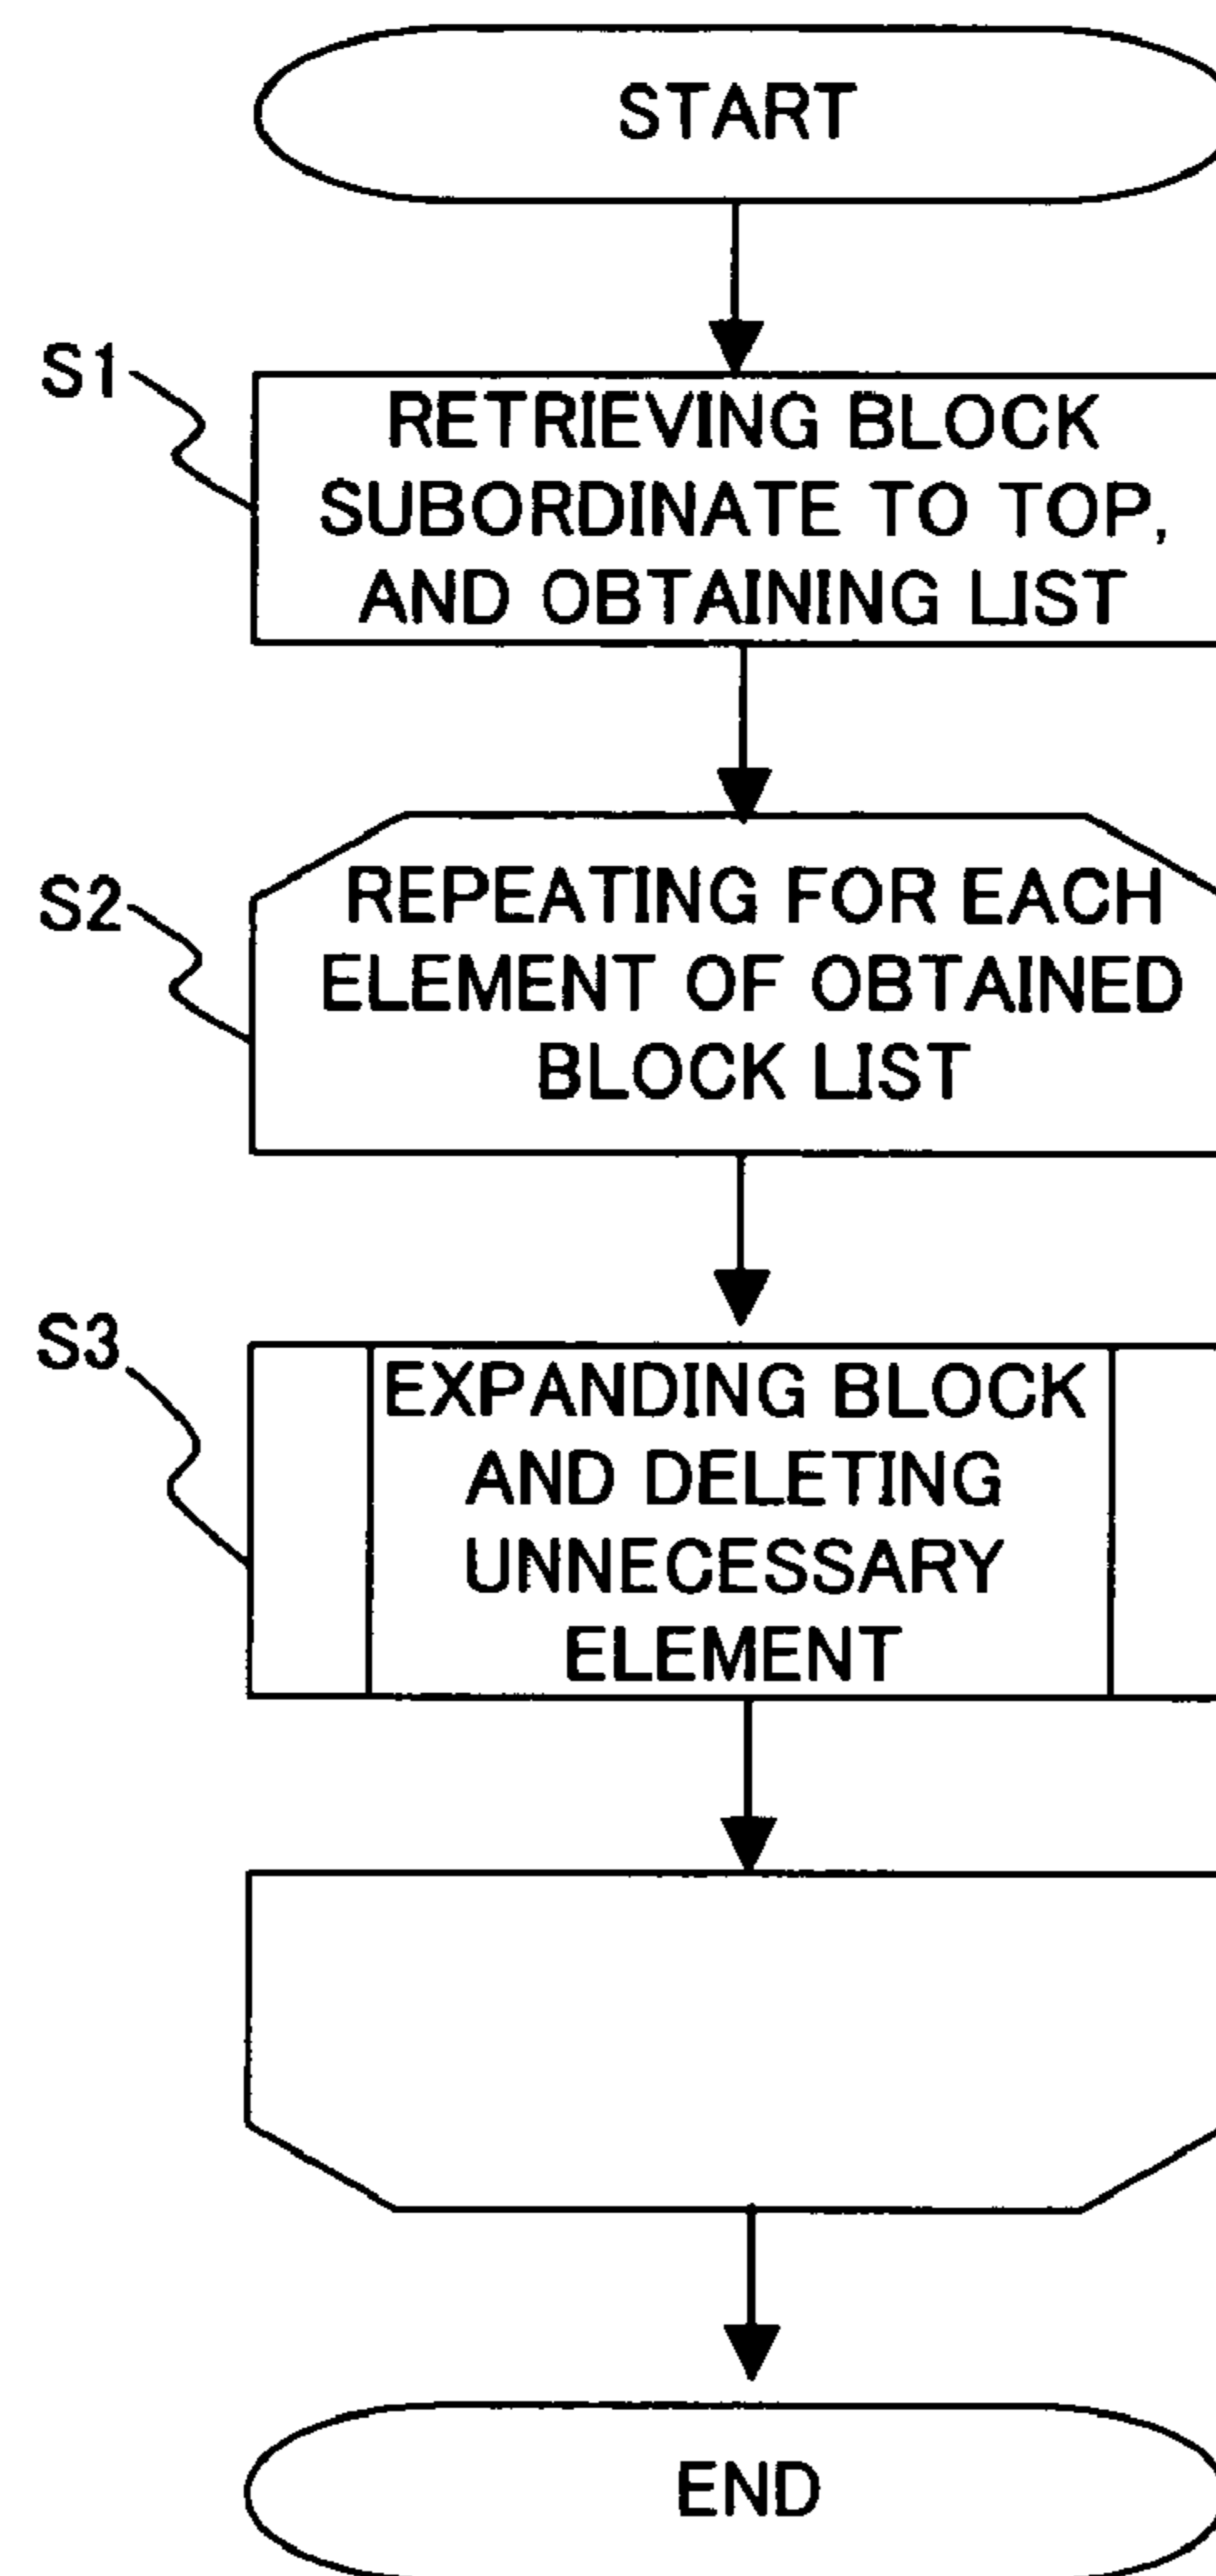 START
S1
RETRIEVING BLOCK
SUBORDINATE TO TOP,
AND OBTAINING LIST
S2
REPEATING FOR EACH
ELEMENT OF OBTAINED
BLOCK LIST
S3
EXPANDING BLOCK
AND DELETING
UNNECESSARY
ELEMENT
END